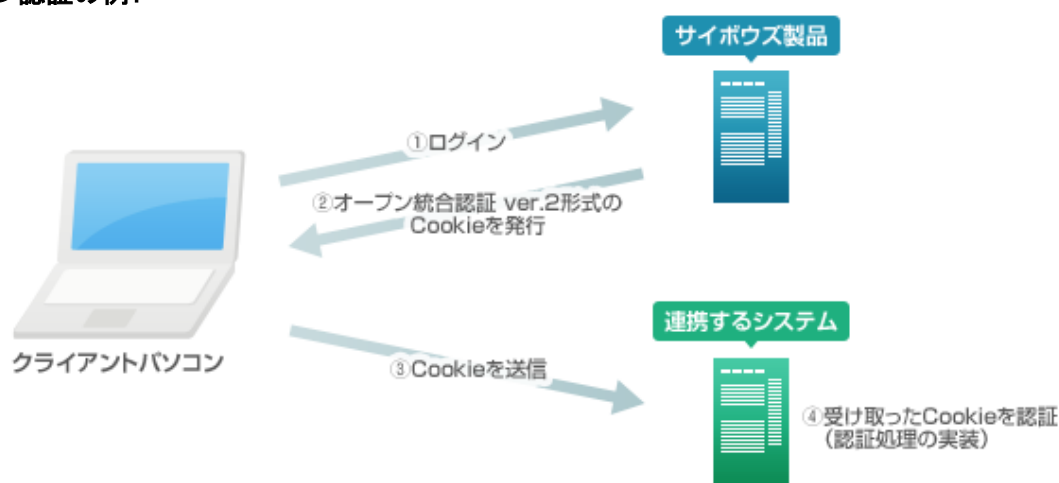 認証の例:
サイボウズ製品
①ログイン
②オープン統合認証 ver.2形式の
Cookieを発行
連携するシステム
クライアントパソコン
③Cookieを送信
④受け取ったCookieを認証
（認証処理の実装）